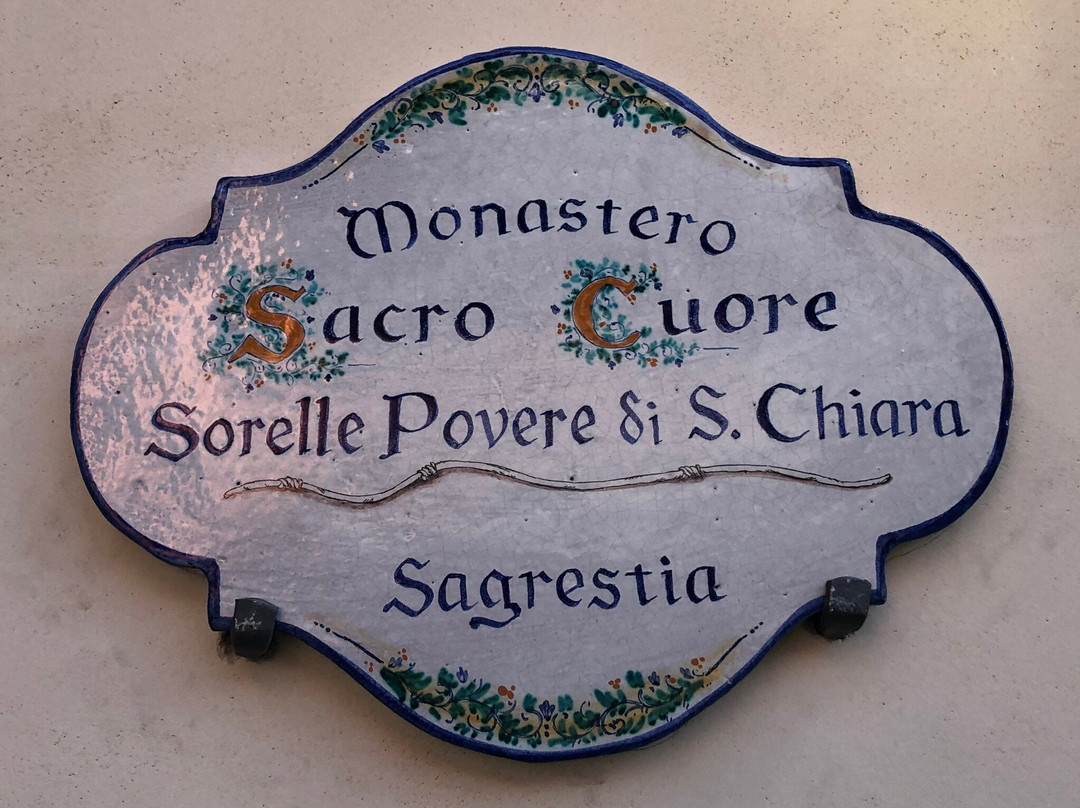 Monastero
Sacro Cuore
Sorelle Povere di S. Chiara
Sagrestia